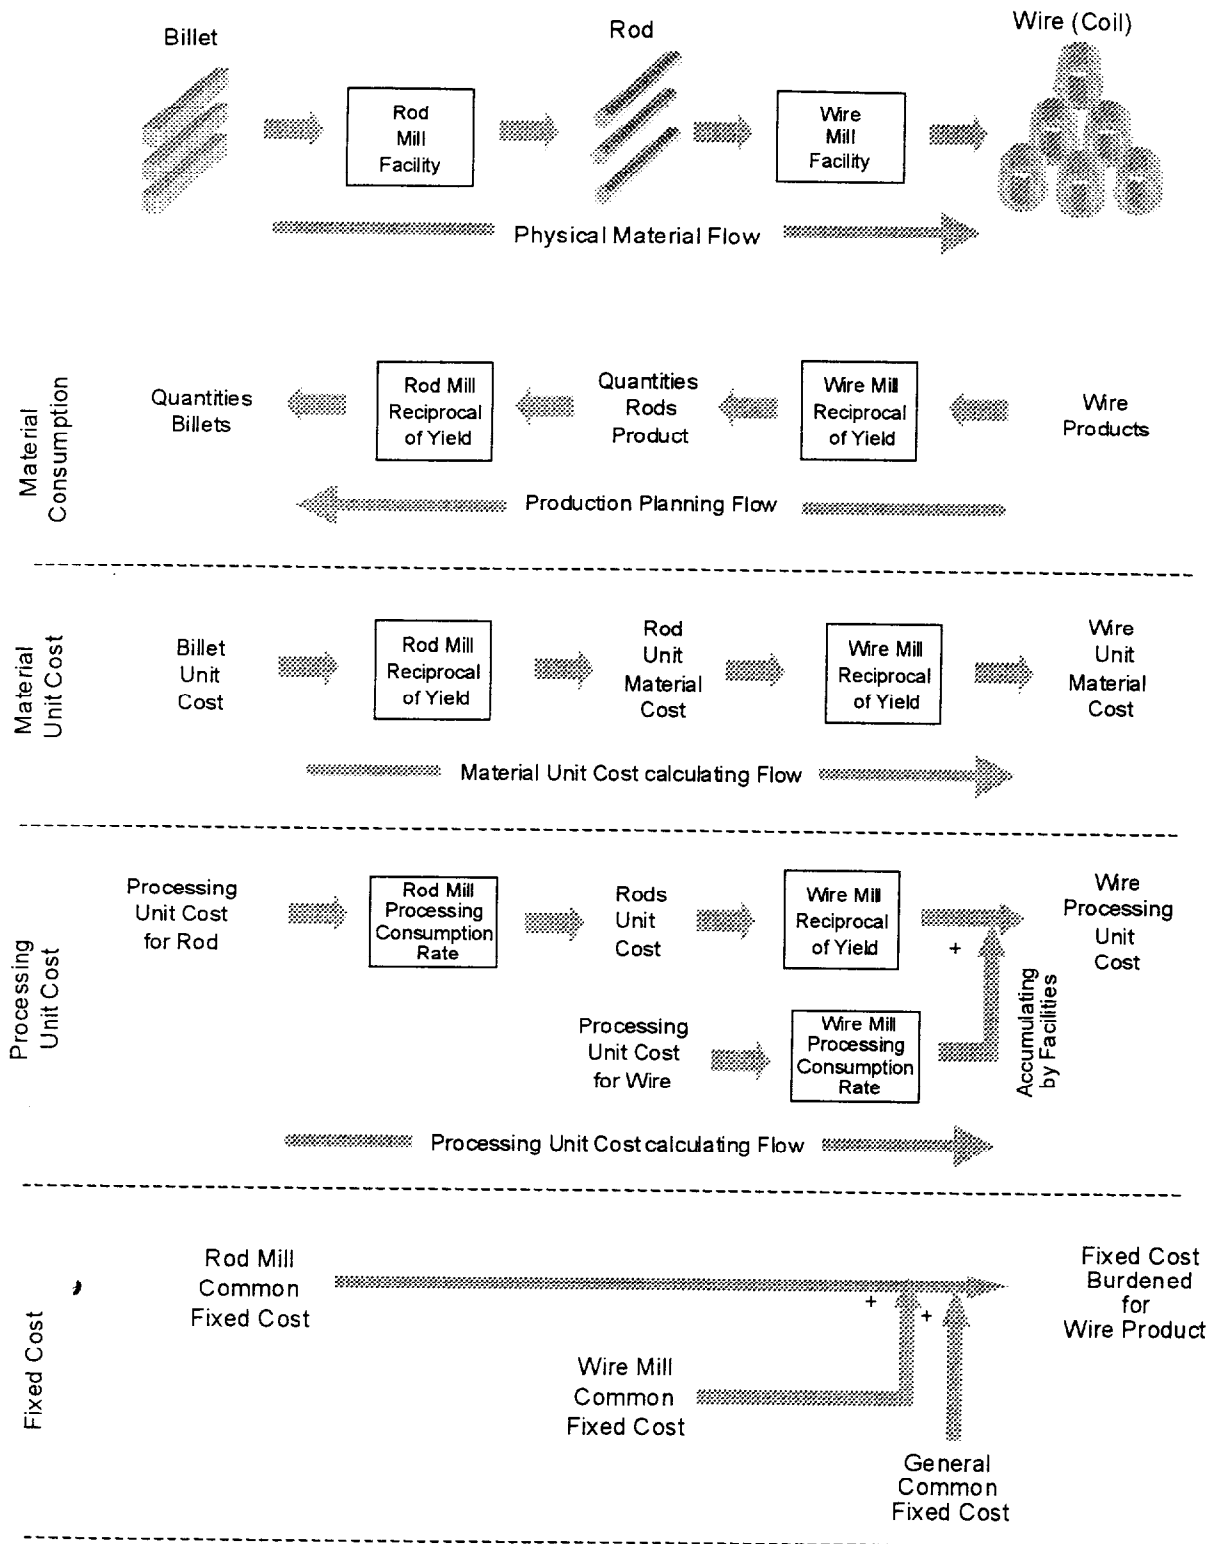 Billet
Rod
Wire (Coil)
Rod
Mill
Facility
Wire
Mill
Facility
Physical Material Flow
Material
Consumption
Quantities
Billets
Rod Mill
Reciprocal
of Yield
Quantities
Rods
Product
Wire Mill
Reciprocal
of Yield
Wire
Products
Production Planning Flow
Material
Unit Cost
Billet
Unit
Cost
Rod Mill
Reciprocal
of Yield
Rod
Unit
Material
Cost
Wire Mill
Reciprocal
of Yield
Wire
Unit
Material
Cost
Material Unit Cost calculating Flow
Processing
Unit Cost
Processing
Unit Cost
for Rod
Rod Mill
Processing
Consumption
Rate
Rods
Unit
Cost
Wire Mill
Reciprocal
of Yield
+
Wire
Processing
Unit
Cost
Processing
Unit Cost
for Wire
Wire Mill
Processing
Consumption
Rate
Accumulating
by Facilities
Processing Unit Cost calculating Flow
Fixed Cost
Rod Mill
Common
Fixed Cost
+
+
Fixed Cost
Burdened
for
Wire Product
Wire Mill
Common
Fixed Cost
General
Common
Fixed Cost